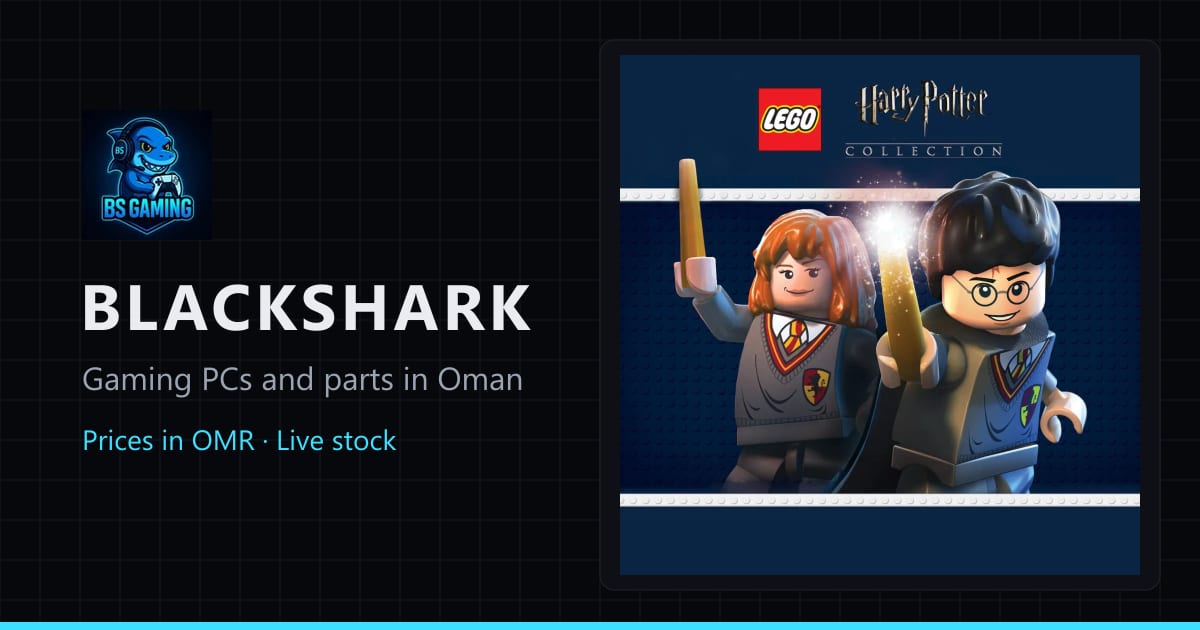 BS
BS GAMING
BLACKSHARK
Gaming PCs and parts in Oman
Prices in OMR · Live stock
LEGO
Harry Potter
COLLECTION